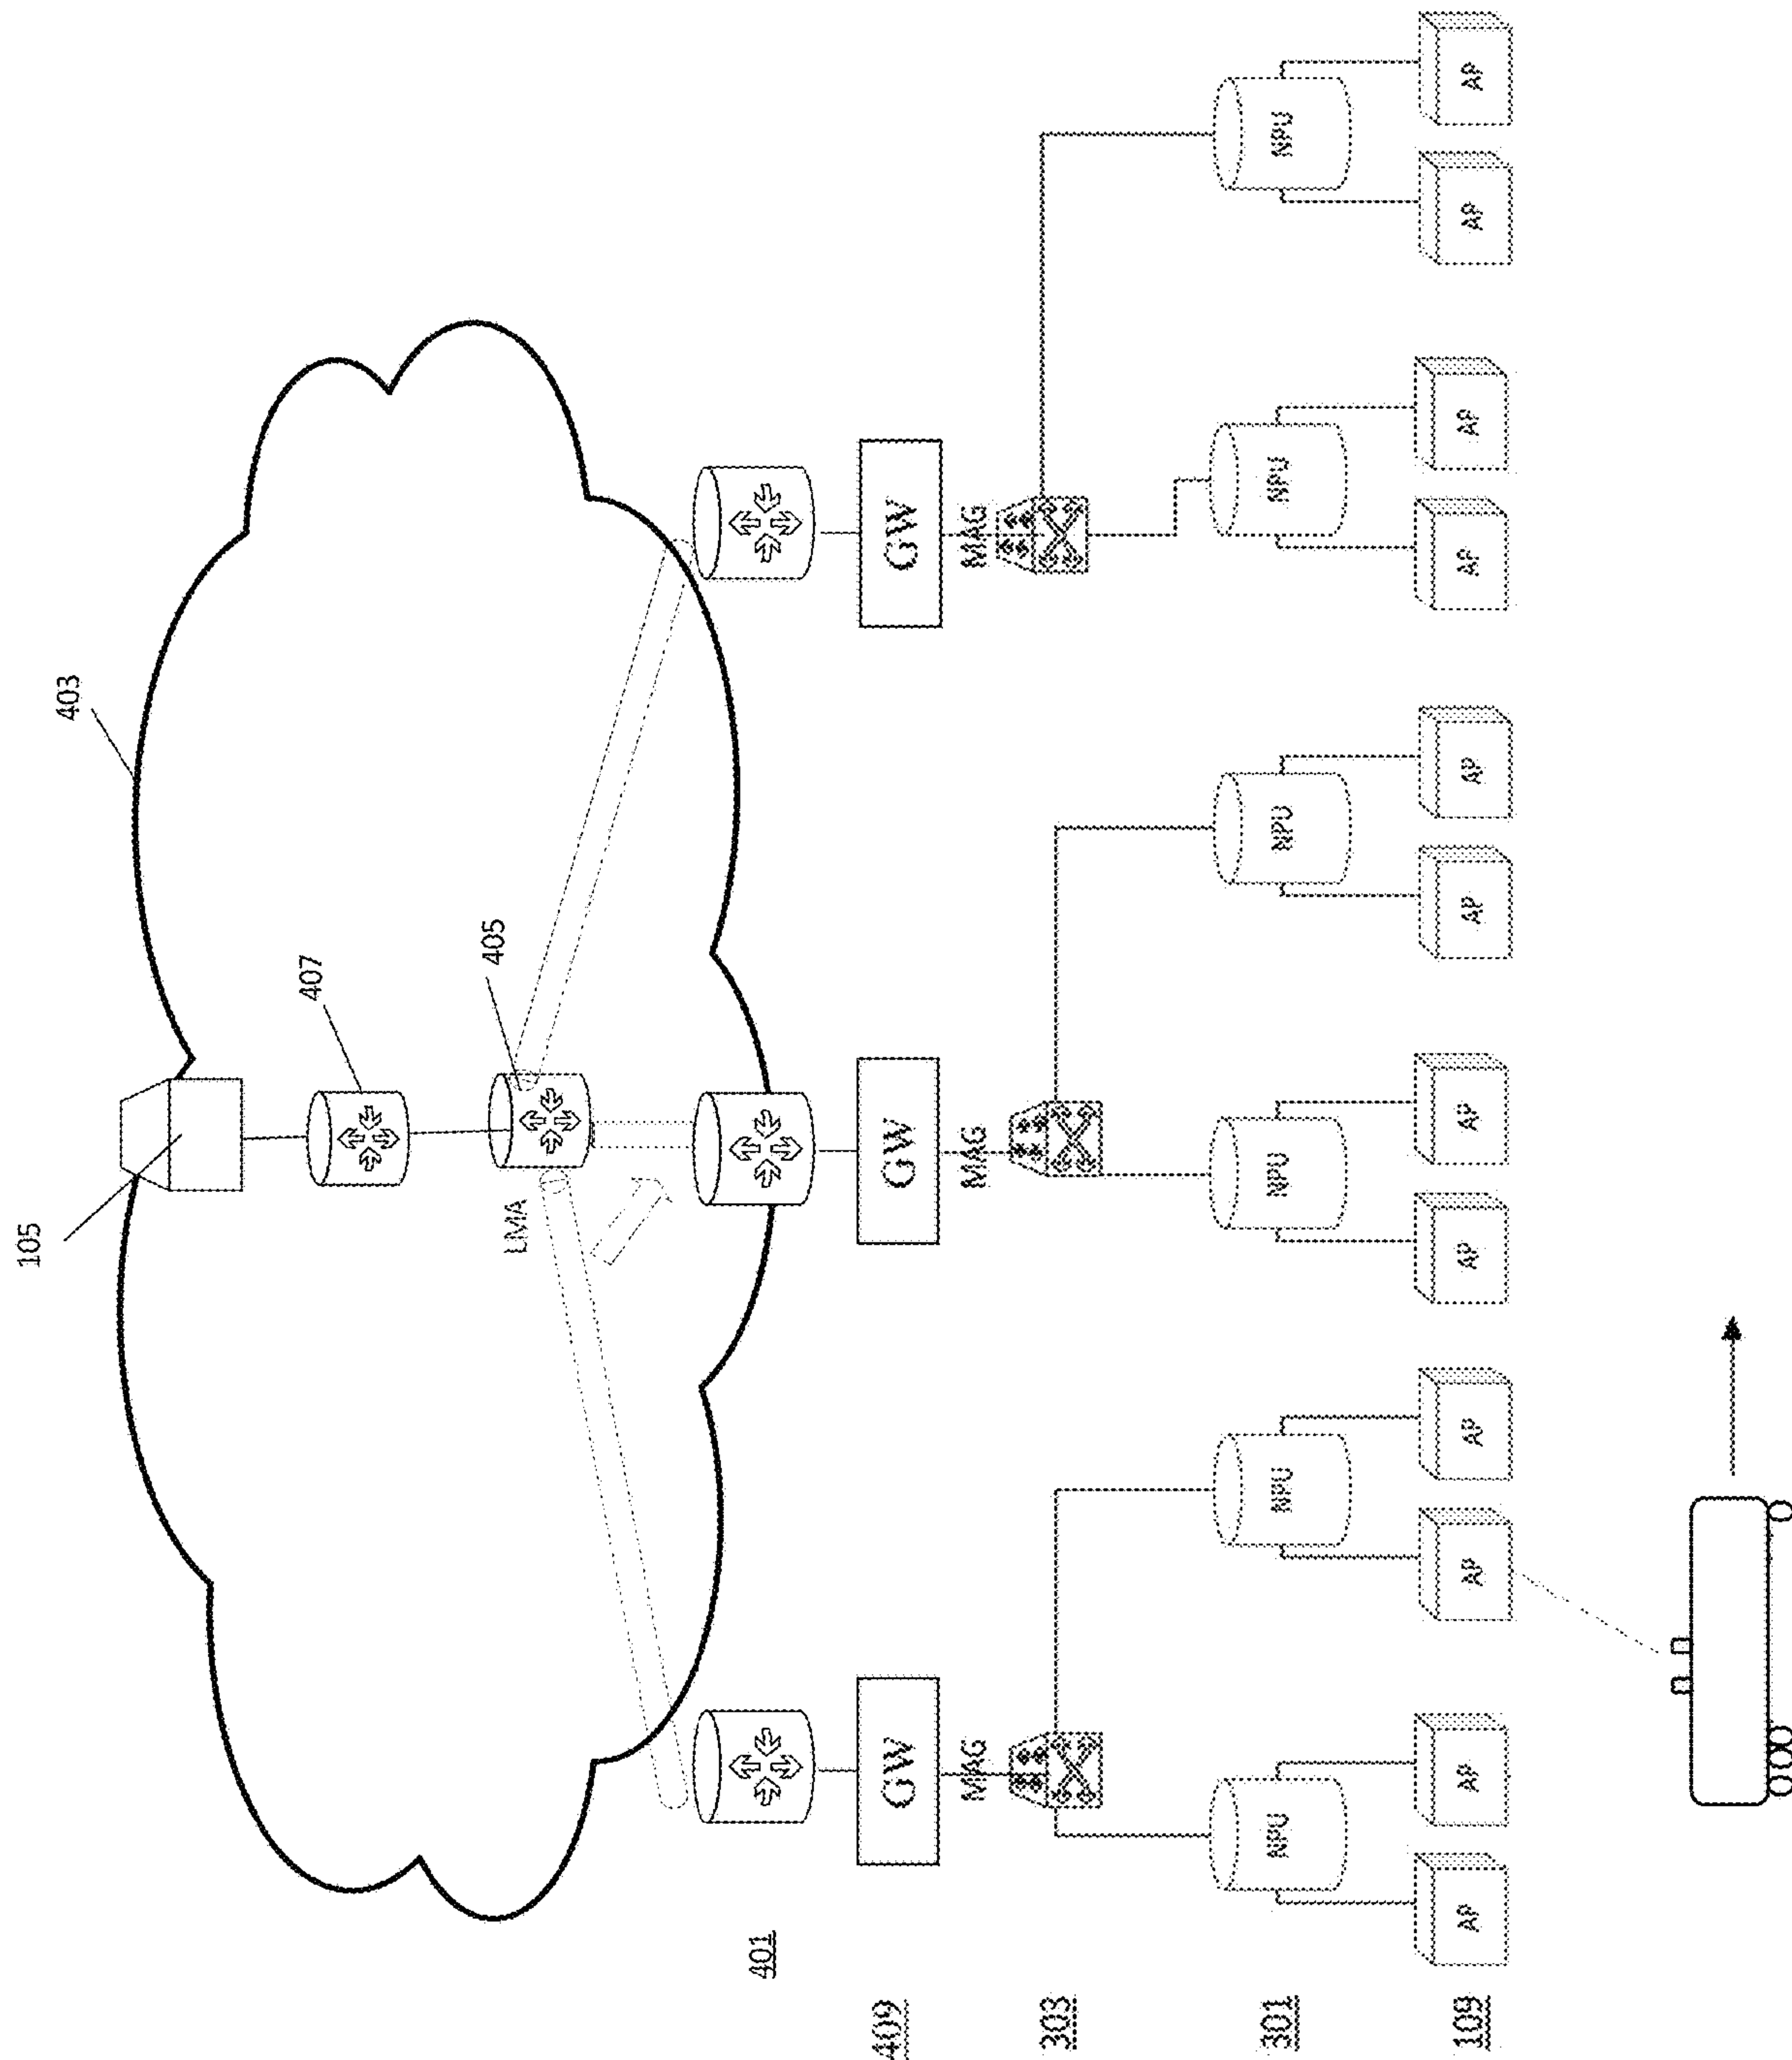 105
403
407
405
LMA
401
409 GW GW GW
MAG MAG MAG
303
301 NPU NPU NPU NPU NPU NPU
109 AP AP AP AP AP AP AP AP AP AP AP AP